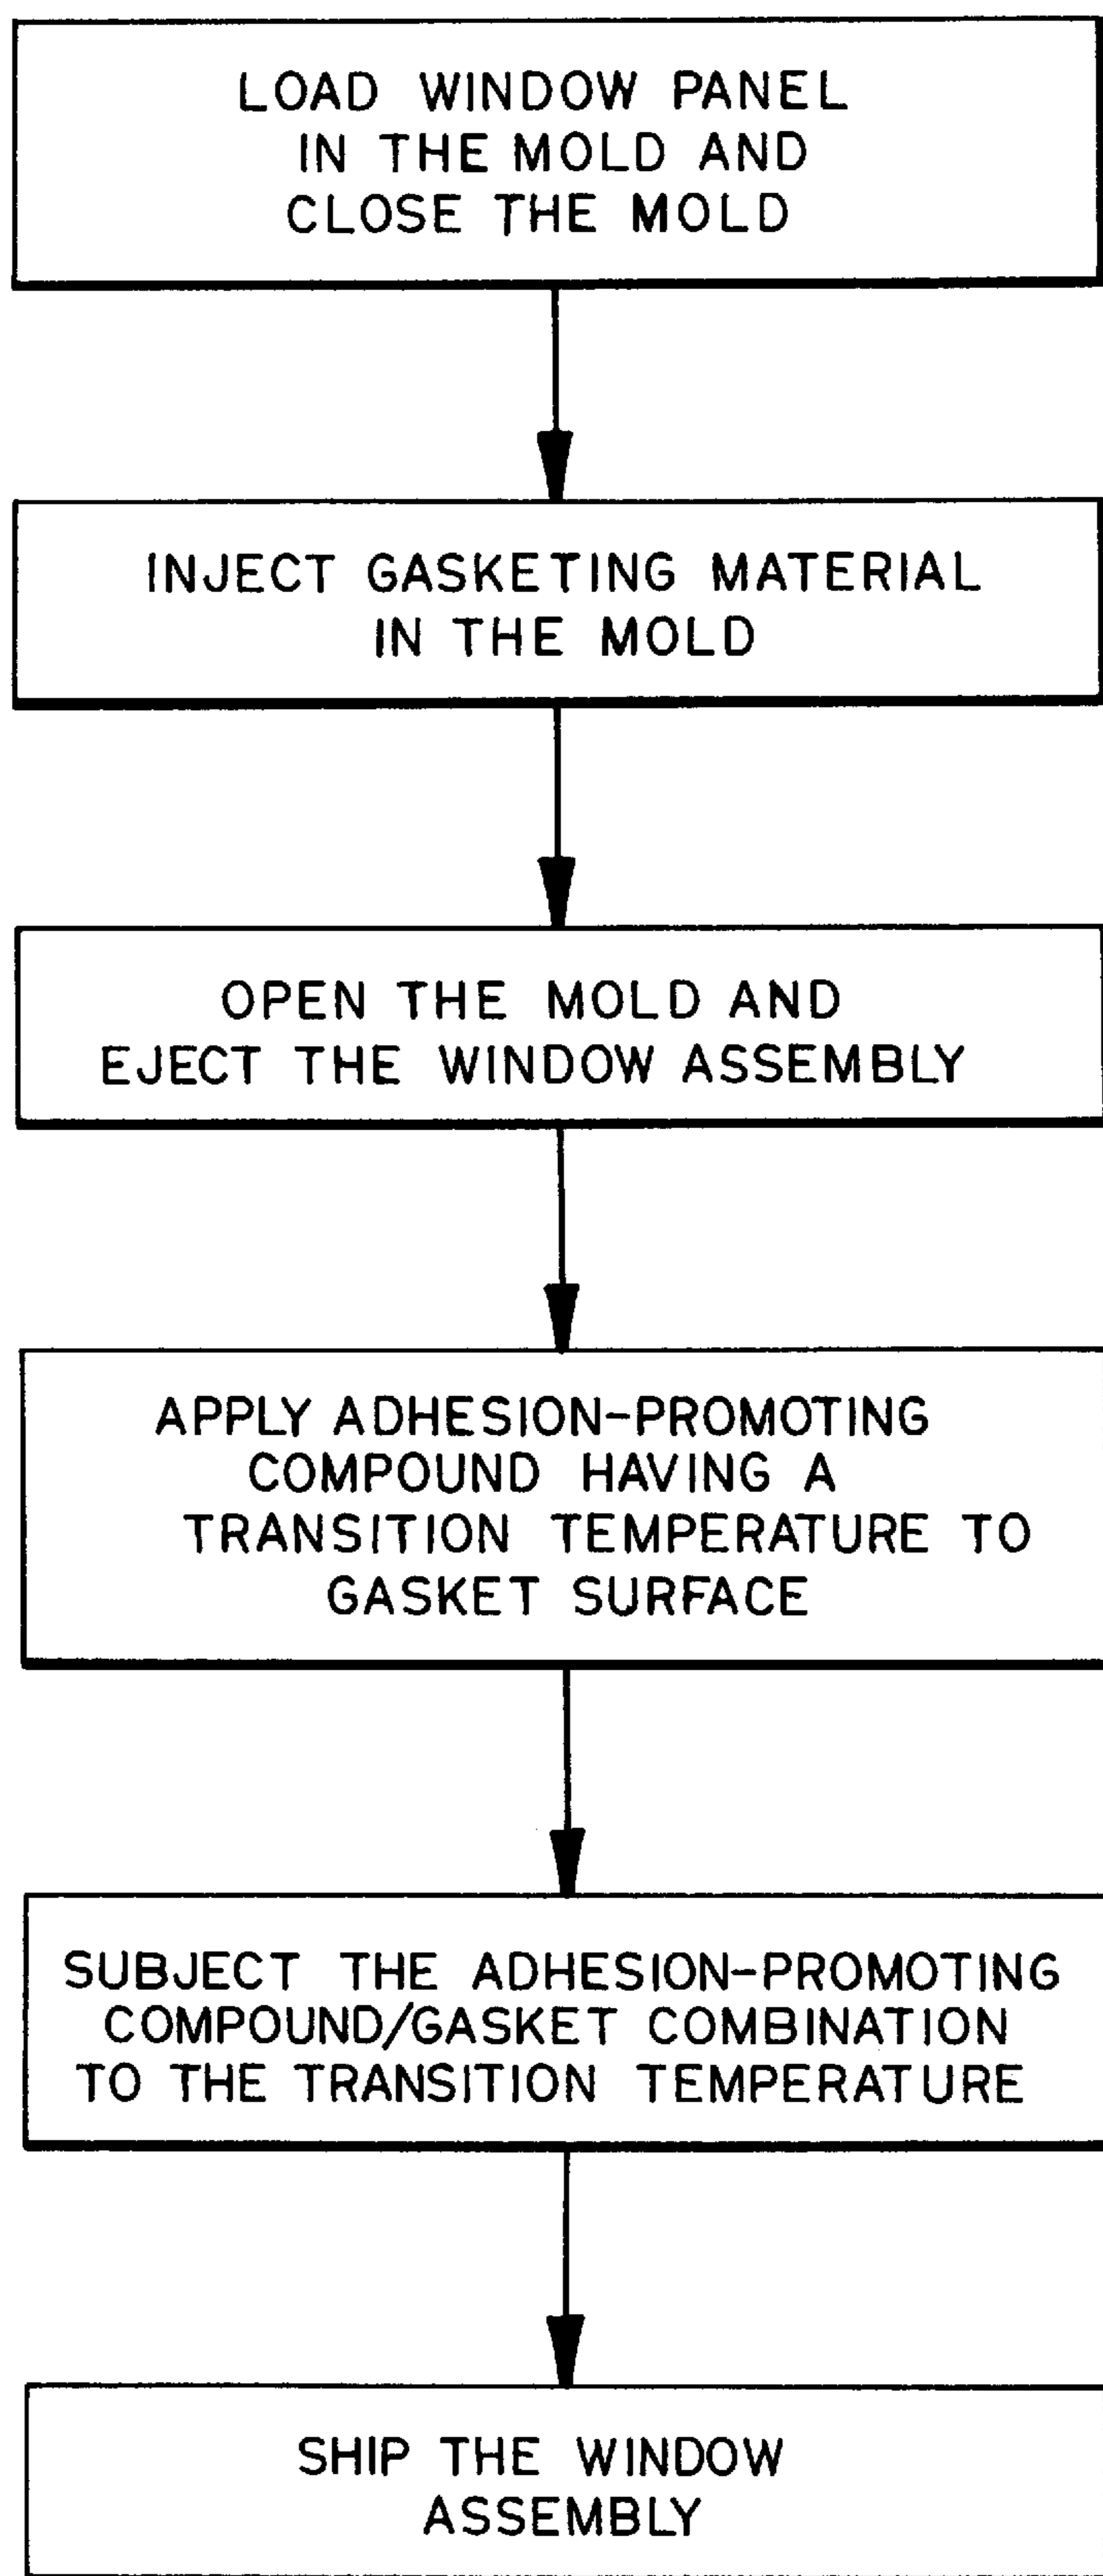 LOAD WINDOW PANEL
IN THE MOLD AND
CLOSE THE MOLD
INJECT GASKETING MATERIAL
IN THE MOLD
OPEN THE MOLD AND
EJECT THE WINDOW ASSEMBLY
APPLY ADHESION-PROMOTING
COMPOUND HAVING A
TRANSITION TEMPERATURE TO
GASKET SURFACE
SUBJECT THE ADHESION-PROMOTING
COMPOUND/GASKET COMBINATION
TO THE TRANSITION TEMPERATURE
SHIP THE WINDOW
ASSEMBLY